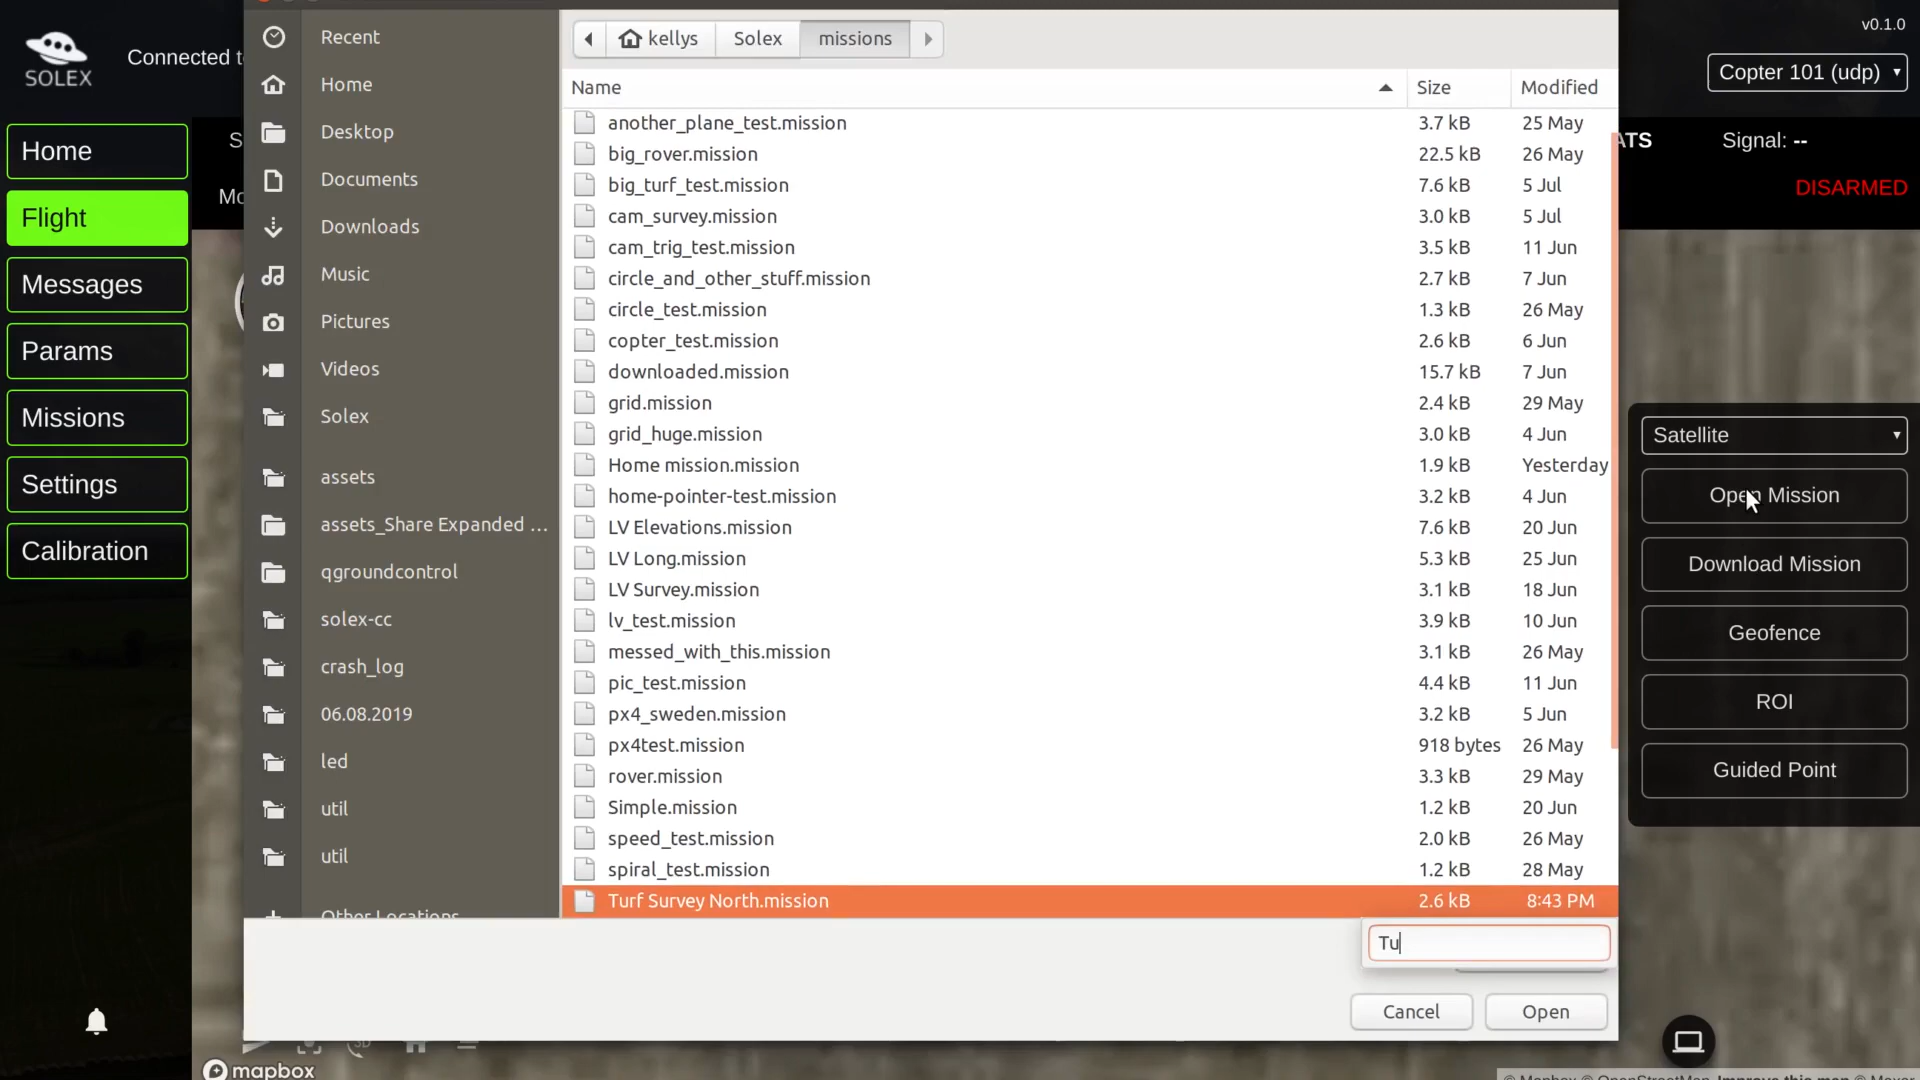 SOLEX
Connected t
v0.1.0
Copter 101 (udp)
Home
Flight
Messages
Params
Missions
Settings
Calibration
S
Mo
ATS
Signal: --
DISARMED
Recent
Home
Desktop
Documents
Downloads
Music
Pictures
Videos
Solex
assets
assets_Share Expanded ...
qgroundcontrol
solex-cc
crash_log
06.08.2019
led
util
util
Other Locations
kellys Solex missions
Name Size Modified
another_plane_test.mission 3.7 kB 25 May
big_rover.mission 22.5 kB 26 May
big_turf_test.mission 7.6 kB 5 Jul
cam_survey.mission 3.0 kB 5 Jul
cam_trig_test.mission 3.5 kB 11 Jun
circle_and_other_stuff.mission 2.7 kB 7 Jun
circle_test.mission 1.3 kB 26 May
copter_test.mission 2.6 kB 6 Jun
downloaded.mission 15.7 kB 7 Jun
grid.mission 2.4 kB 29 May
grid_huge.mission 3.0 kB 4 Jun
Home mission.mission 1.9 kB Yesterday
home-pointer-test.mission 3.2 kB 4 Jun
LV Elevations.mission 7.6 kB 20 Jun
LV Long.mission 5.3 kB 25 Jun
LV Survey.mission 3.1 kB 18 Jun
lv_test.mission 3.9 kB 10 Jun
messed_with_this.mission 3.1 kB 26 May
pic_test.mission 4.4 kB 11 Jun
px4_sweden.mission 3.2 kB 5 Jun
px4test.mission 918 bytes 26 May
rover.mission 3.3 kB 29 May
Simple.mission 1.2 kB 20 Jun
speed_test.mission 2.0 kB 26 May
spiral_test.mission 1.2 kB 28 May
Turf Survey North.mission 2.6 kB 8:43 PM
Tu
Cancel Open
Satellite
Open Mission
Download Mission
Geofence
ROI
Guided Point
3D
mapbox
© Mapbox © OpenStreetMap Improve this map © Maxar